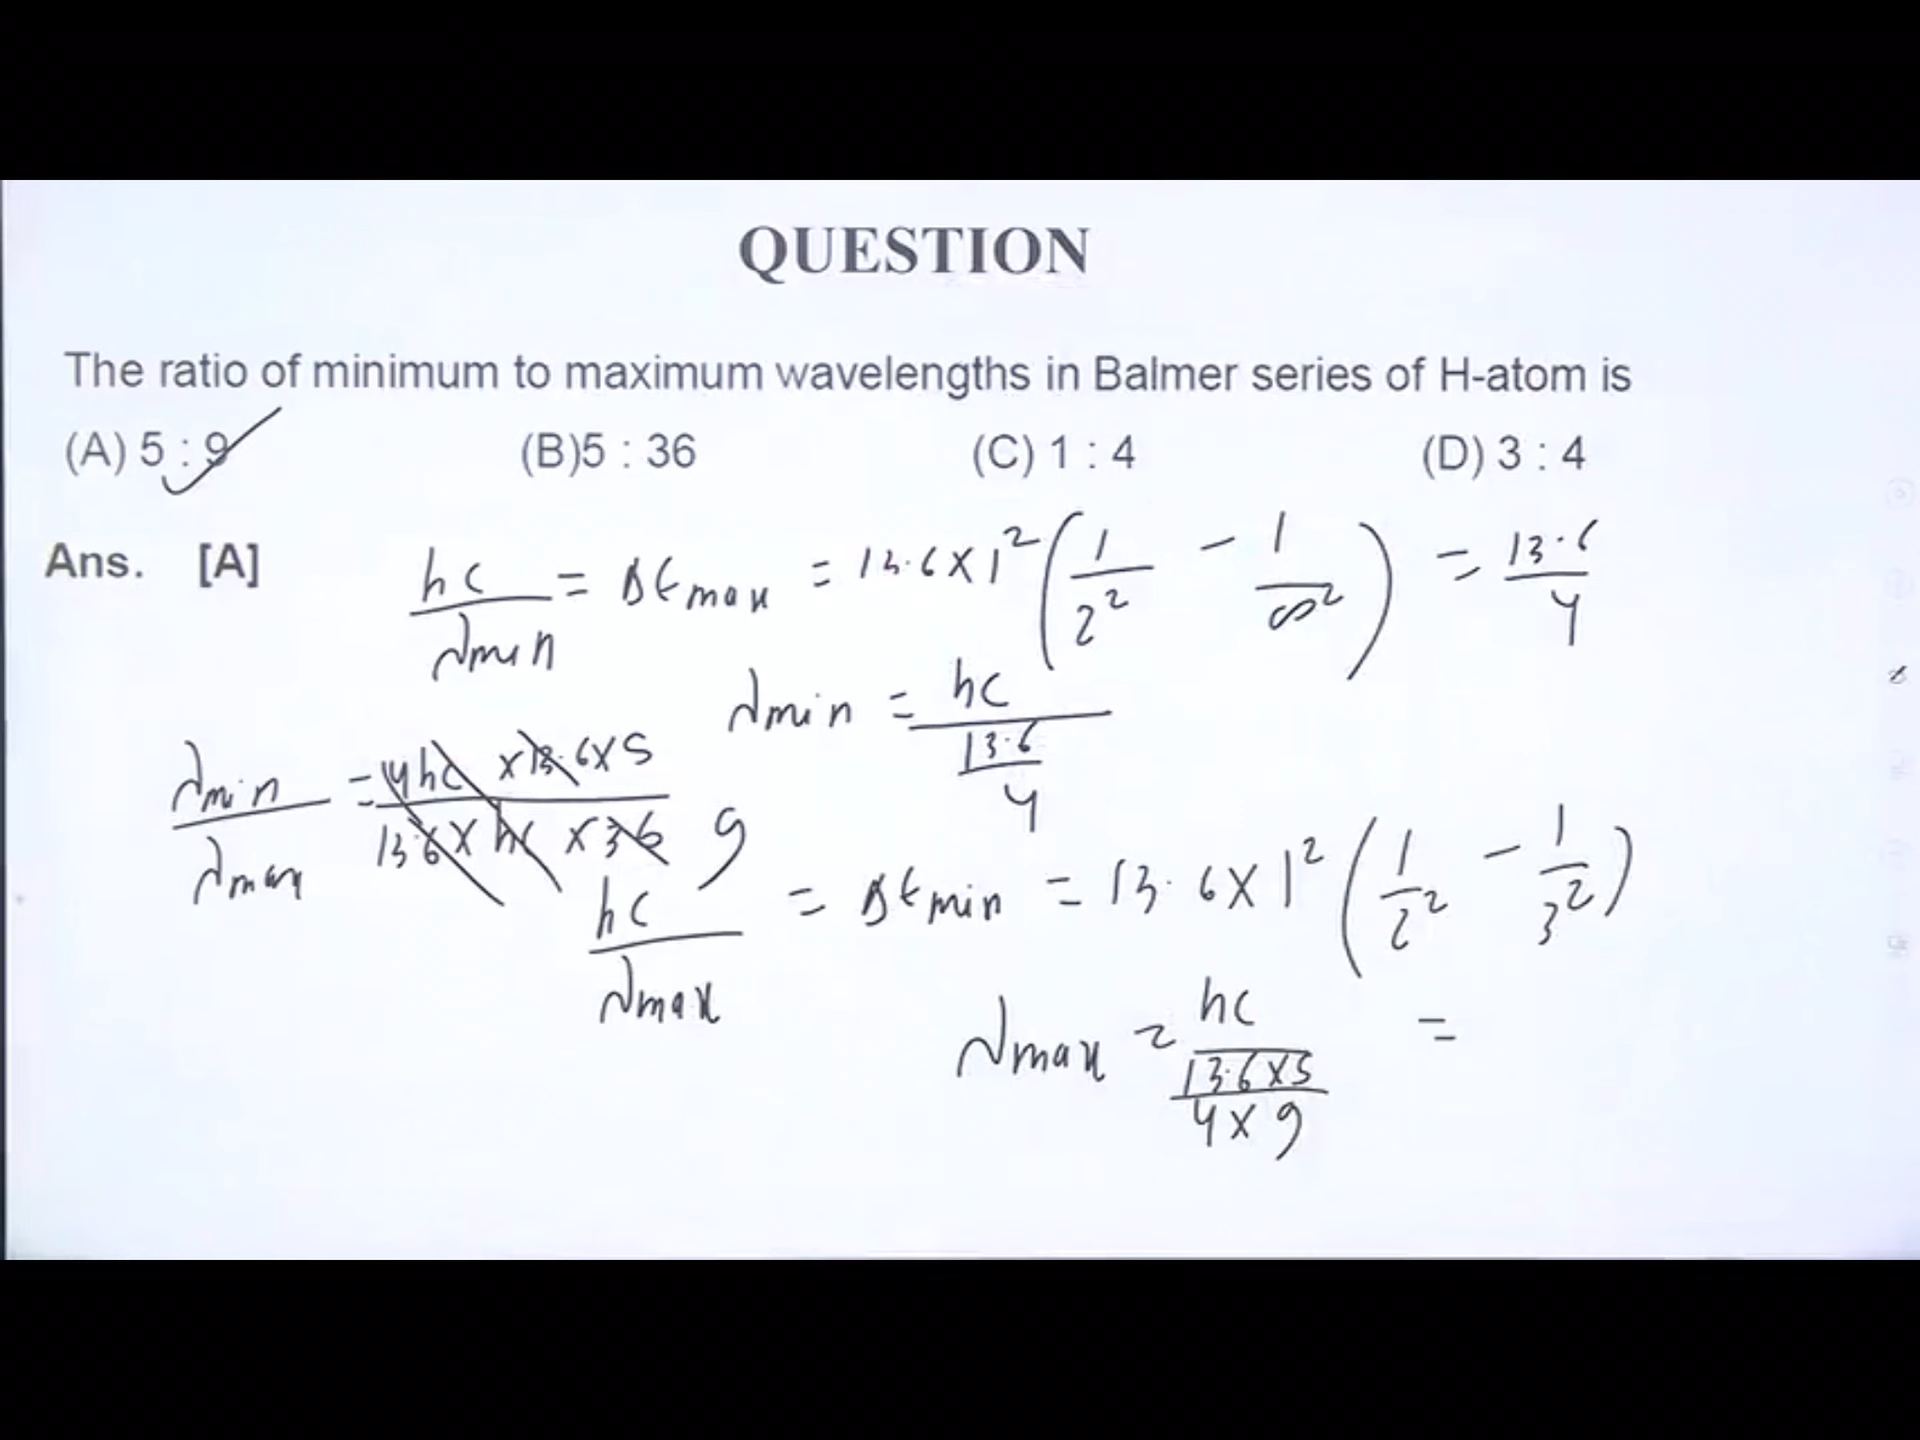 QUESTION
The ratio of minimum to maximum wavelengths in Balmer series of H-atom is
(A) 5 : 9 (B)5 : 36 (C) 1 : 4 (D) 3 : 4
Ans. [A]
hc/λmin = ΔEmax = 13.6 x 1² (1/2² - 1/∞²) = 13.6/4
λmin = hc/(13.6/4)
λmin/λmax = 4hc x 13.6 x 5/13.6 x hc x 36 9
hc/λmax = ΔEmin = 13.6 x 1² (1/2² - 1/3²)
λmax = hc/(13.6 x 5/4 x 9) =